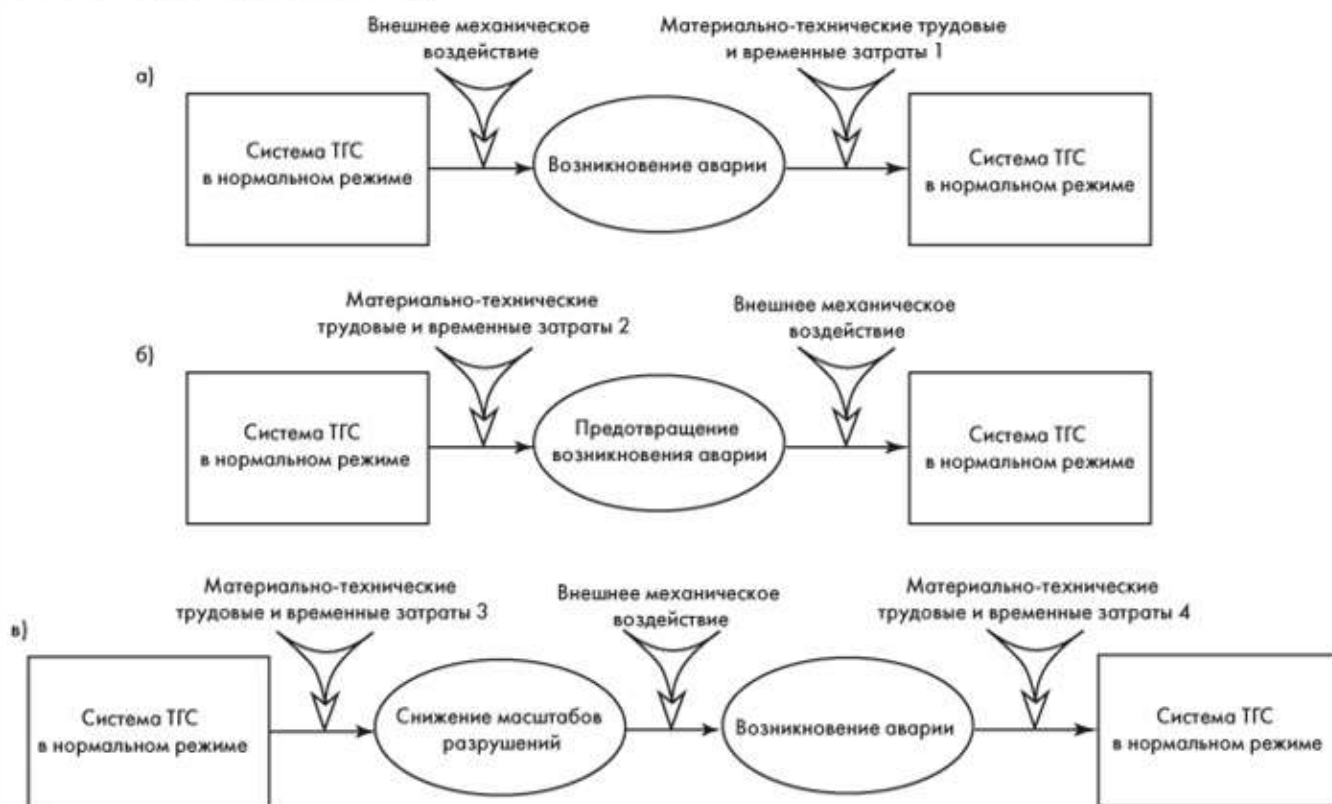 Внешнее механическое
воздействие
Материально-технические трудовые
и временные затраты 1
а)
Система ТГС
в нормальном режиме
Возникновение аварии
Система ТГС
в нормальном режиме
Материально-технические
трудовые и временные затраты 2
Внешнее механическое
воздействие
б)
Система ТГС
в нормальном режиме
Предотвращение
возникновения аварии
Система ТГС
в нормальном режиме
Материально-технические
трудовые и временные затраты 3
Внешнее механическое
воздействие
Материально-технические
трудовые и временные затраты 4
в)
Система ТГС
в нормальном режиме
Снижение масштабов
разрушений
Возникновение аварии
Система ТГС
в нормальном режиме